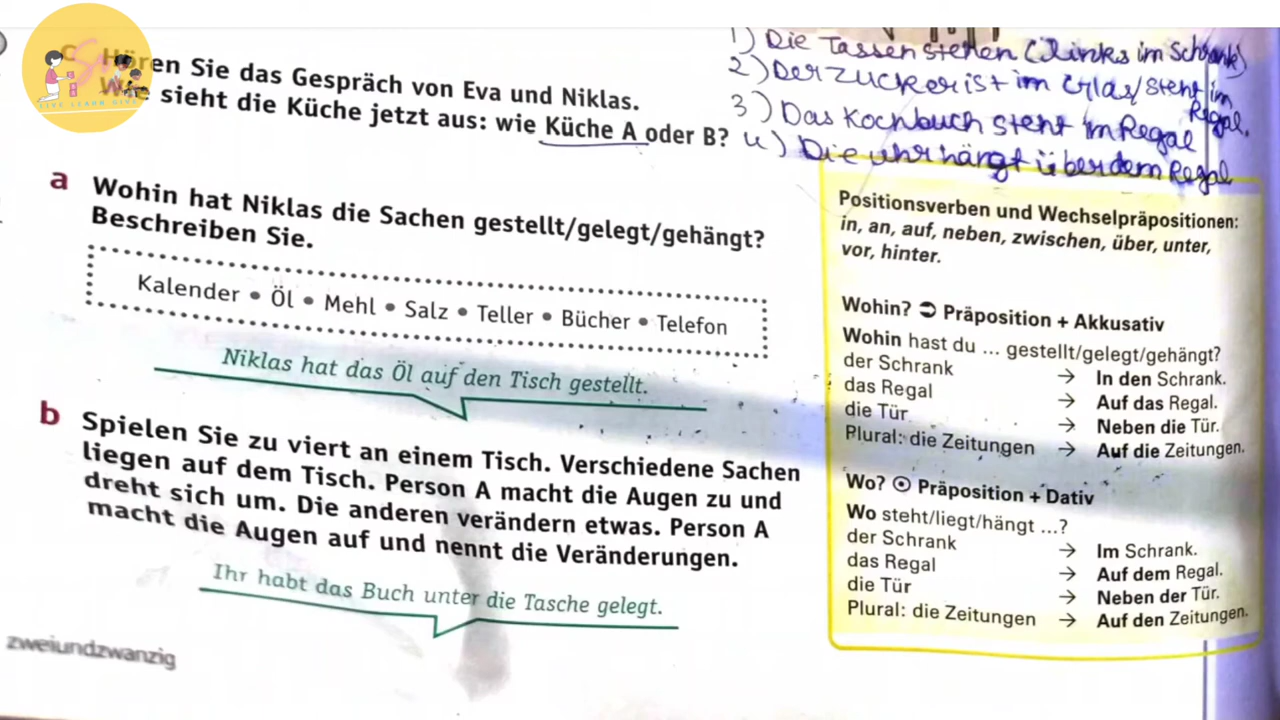 1) Die Tassen stehen (links im Schrank)
2) Der Zucker ist im Glas/steht im Regal.
3) Das Kochbuch steht im Regal
4) Die uhr hängt über dem Regal
Hören Sie das Gespräch von Eva und Niklas.
sieht die Küche jetzt aus: wie Küche A oder B?
a Wohin hat Niklas die Sachen gestellt/gelegt/gehängt?
Beschreiben Sie.
Kalender • Öl • Mehl • Salz • Teller • Bücher • Telefon
Niklas hat das Öl auf den Tisch gestellt.
b Spielen Sie zu viert an einem Tisch. Verschiedene Sachen
liegen auf dem Tisch. Person A macht die Augen zu und
dreht sich um. Die anderen verändern etwas. Person A
macht die Augen auf und nennt die Veränderungen.
Ihr habt das Buch unter die Tasche gelegt.
zweiundzwanzig
Positionsverben und Wechselpräpositionen:
in, an, auf, neben, zwischen, über, unter,
vor, hinter.
Wohin? ➲ Präposition + Akkusativ
Wohin hast du ... gestellt/gelegt/gehängt?
der Schrank → In den Schrank.
das Regal → Auf das Regal.
die Tür → Neben die Tür.
Plural: die Zeitungen → Auf die Zeitungen.
Wo? ⊙ Präposition + Dativ
Wo steht/liegt/hängt ...?
der Schrank → Im Schrank.
das Regal → Auf dem Regal.
die Tür → Neben der Tür.
Plural: die Zeitungen → Auf den Zeitungen.